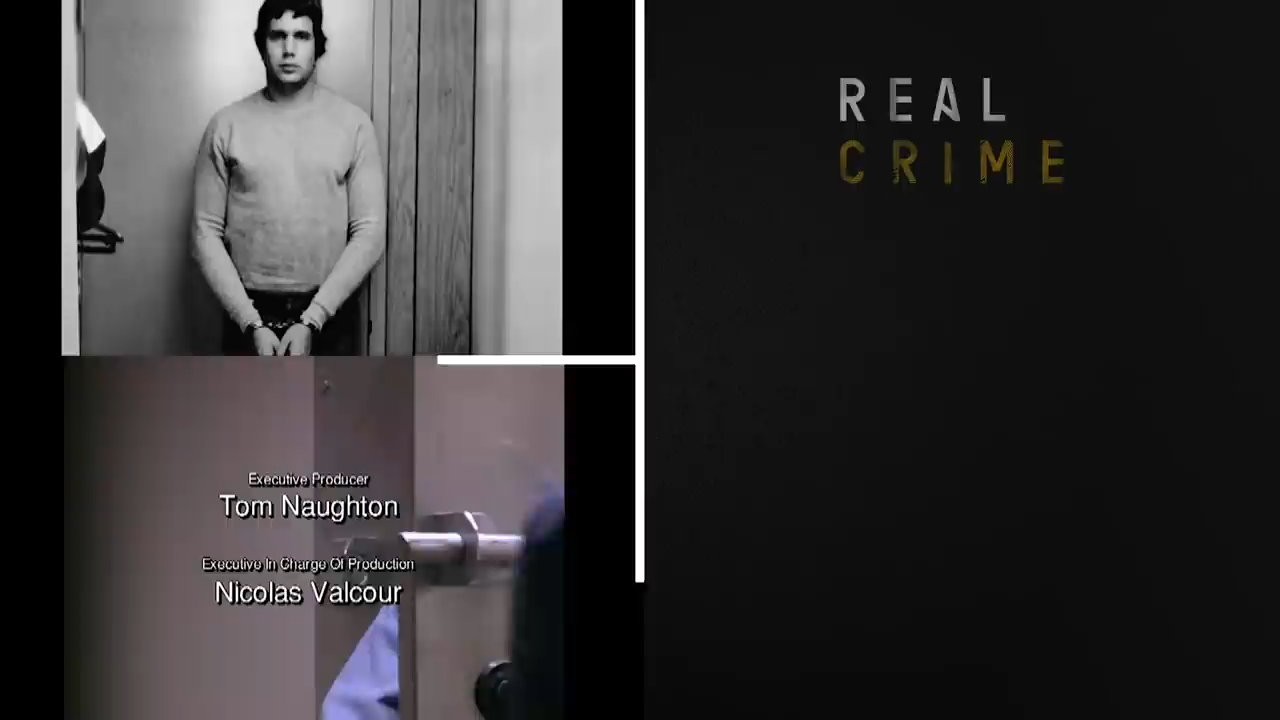 REAL
CRIME
Executive Producer
Tom Naughton
Executive In Charge Of Production
Nicolas Valcour